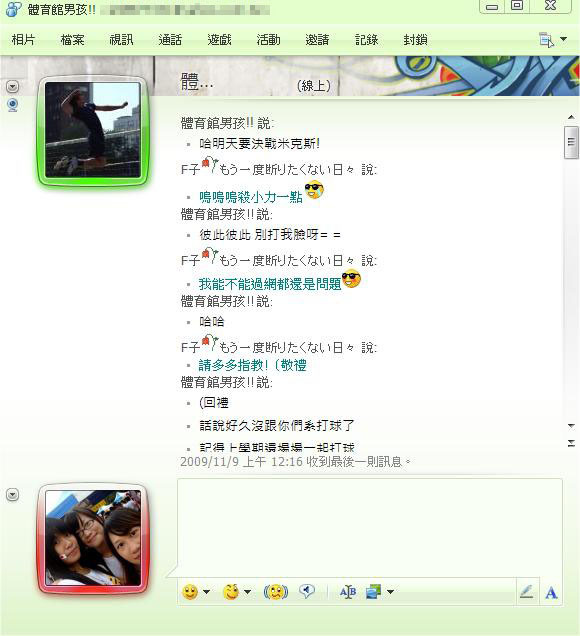 體育館男孩!!
相片 檔案 視訊 通話 遊戲 活動 邀請 記錄 封鎖
體... (線上)
體育館男孩!! 說:
哈明天要決戰米克斯!
F子 もう一度断りたくない日々 說:
嗚嗚嗚殺小力一點
體育館男孩!! 說:
彼此彼此 別打我臉呀= =
F子 もう一度断りたくない日々 說:
我能不能過網都還是問題
體育館男孩!! 說:
哈哈
F子 もう一度断りたくない日々 說:
請多多指教!〔敬禮
體育館男孩!! 說:
(回禮
話說好久沒跟你們系打球了
記得上學期還場場一起打球
2009/11/9 上午 12:16 收到最後一則訊息。